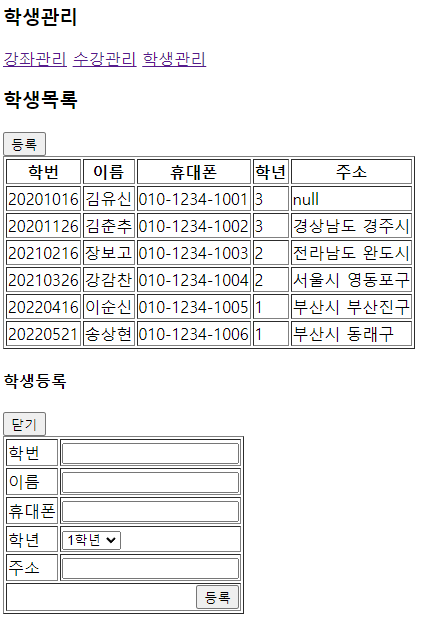 학생관리
강좌관리 수강관리 학생관리
학생목록
등록
학번 이름 휴대폰 학년 주소
20201016 김유신 010-1234-1001 3 null
20201126 김춘추 010-1234-1002 3 경상남도 경주시
20210216 장보고 010-1234-1003 2 전라남도 완도시
20210326 강감찬 010-1234-1004 2 서울시 영동포구
20220416 이순신 010-1234-1005 1 부산시 부산진구
20220521 송상현 010-1234-1006 1 부산시 동래구
학생등록
닫기
학번
이름
휴대폰
학년 1학년
주소
등록